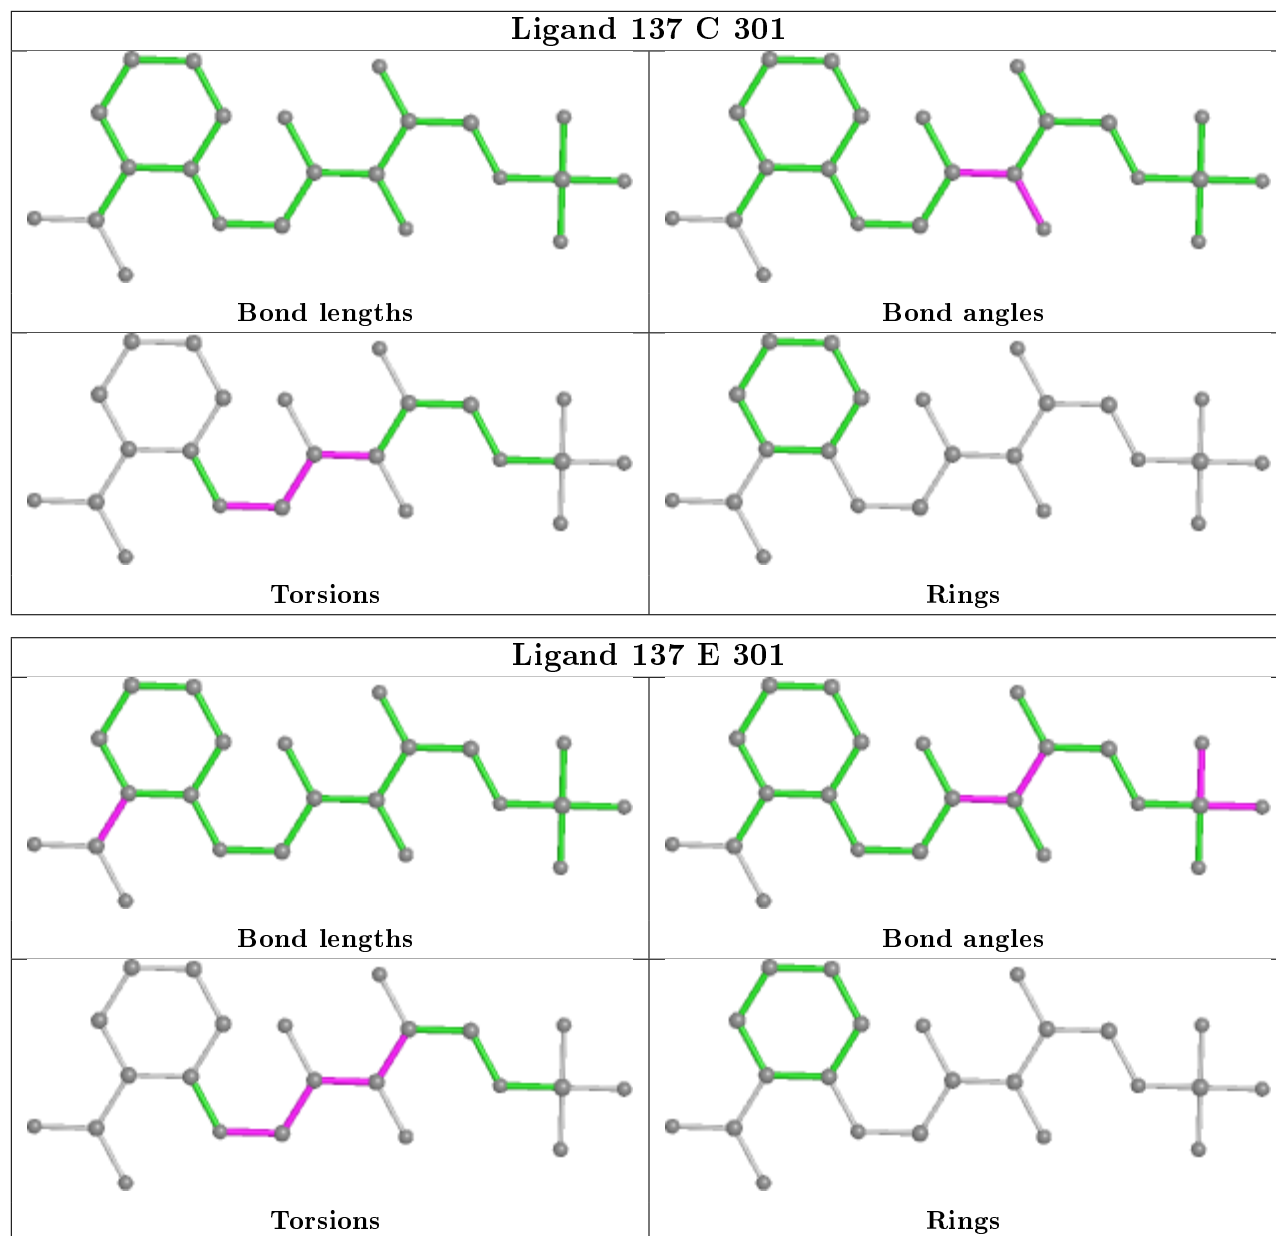 Ligand 137 C 301
Bond lengths
Bond angles
Torsions
Rings
Ligand 137 E 301
Bond lengths
Bond angles
Torsions
Rings